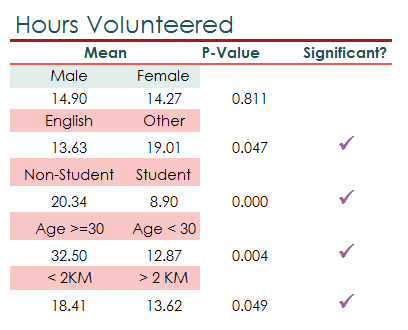 Hours Volunteered
Mean P-Value Significant?
Male Female
14.90 14.27 0.811
English Other
13.63 19.01 0.047 ✓
Non-Student Student
20.34 8.90 0.000 ✓
Age >=30 Age < 30
32.50 12.87 0.004 ✓
< 2KM > 2 KM
18.41 13.62 0.049 ✓